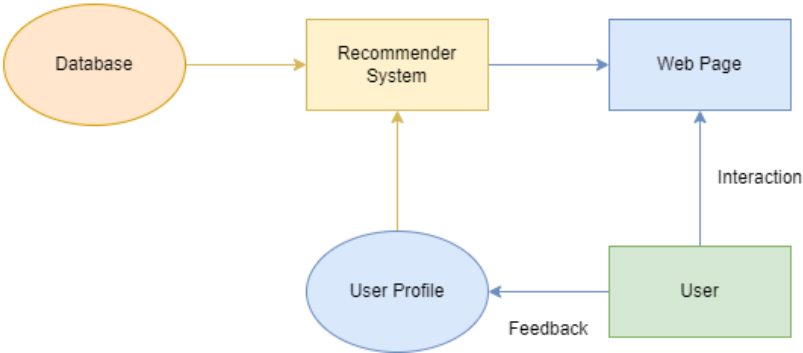 Database
Recommender
System
Web Page
Interaction
User Profile
User
Feedback